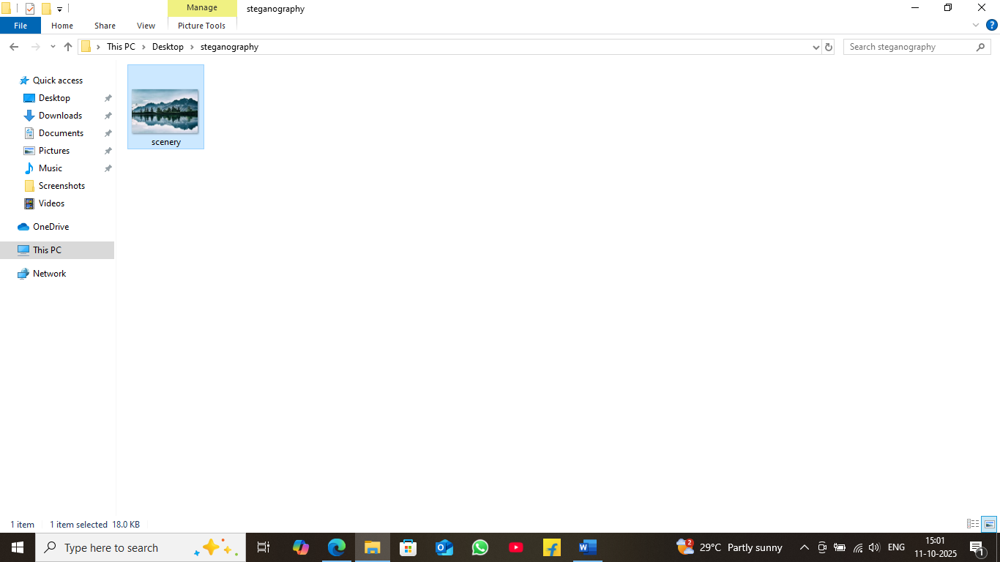 Manage
steganography
File
Home
Share
View
Picture Tools
?
This PC
Desktop
steganography
Search steganography
Quick access
Desktop
Downloads
Documents
Pictures
Music
Screenshots
Videos
OneDrive
This PC
Network
scenery
1 item
1 item selected 18.0 KB
Type here to search
2
29°C Partly sunny
ENG
15:01
11-10-2025
1